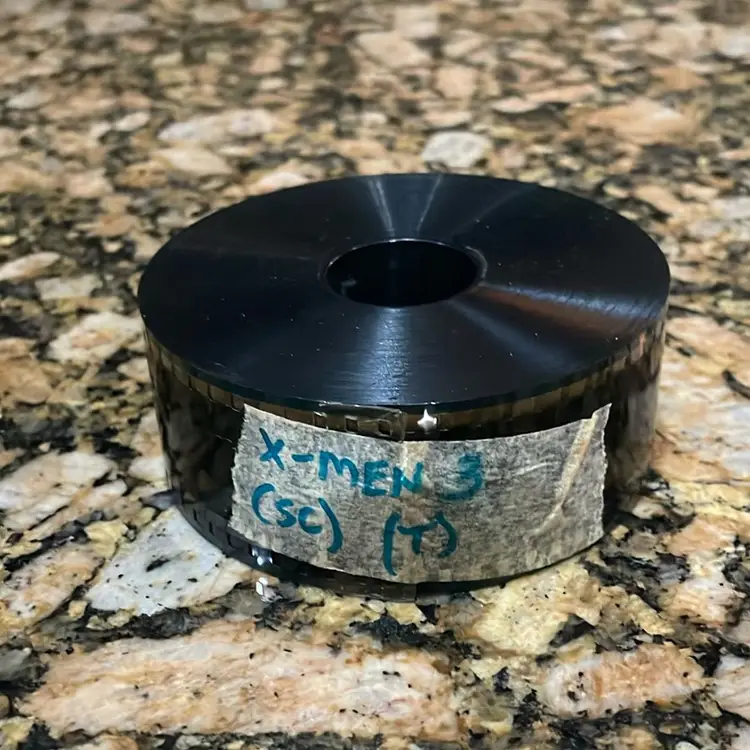 X-MEN 3
(SC) (T)